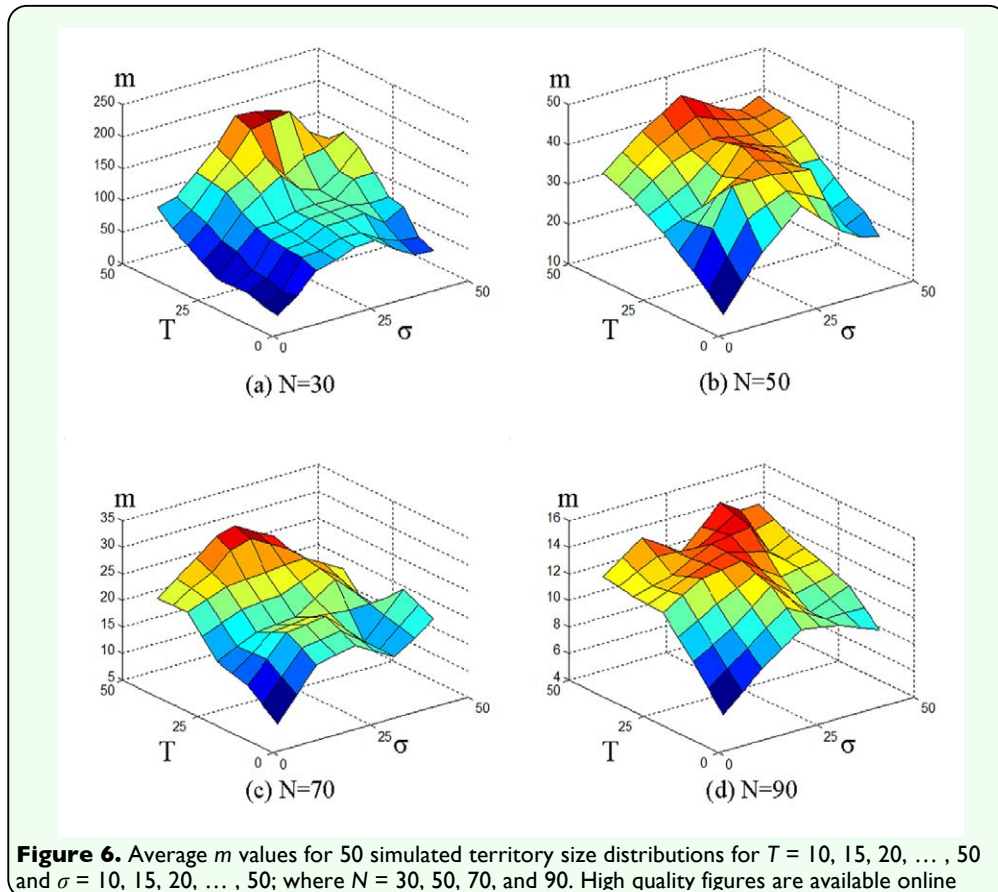 m
250
200
150
100
50
0
50
25
0
0
25
50
T
σ
(a) N=30
m
50
40
30
20
10
50
25
0
0
25
50
T
σ
(b) N=50
m
35
30
25
20
15
10
5
50
25
0
0
25
50
T
σ
(c) N=70
m
16
14
12
10
8
6
4
50
25
0
0
25
50
T
σ
(d) N=90
Figure 6. Average m values for 50 simulated territory size distributions for T = 10, 15, 20, … , 50
and σ = 10, 15, 20, … , 50; where N = 30, 50, 70, and 90. High quality figures are available online